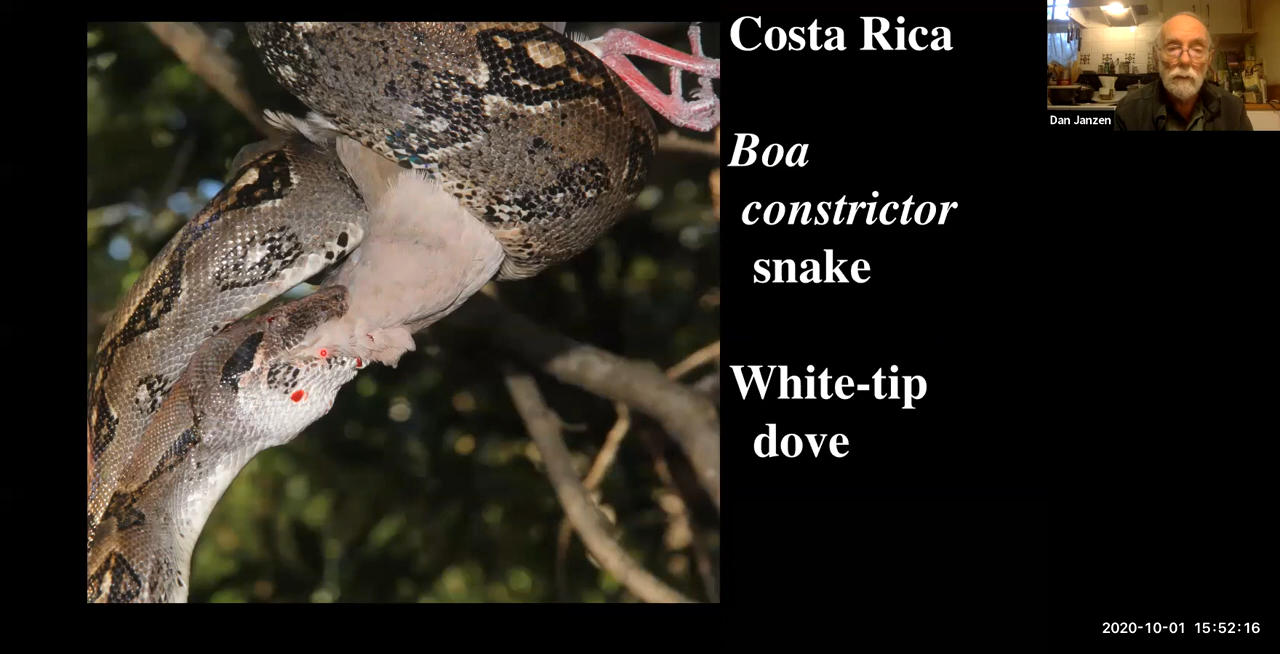 Costa Rica
Boa
constrictor
snake
White-tip
dove
Dan Janzen
2020-10-01 15:52:16